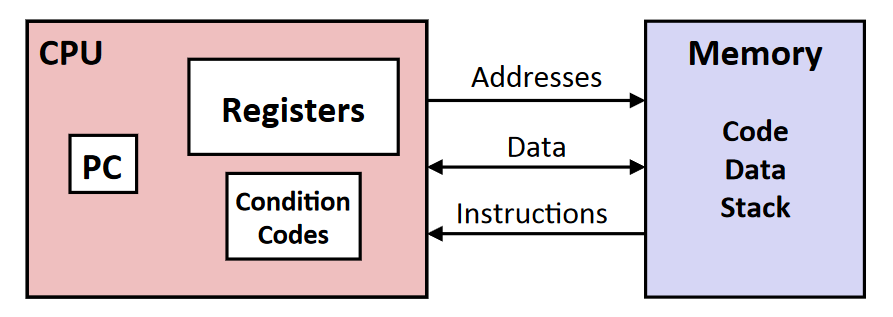 CPU
Registers
PC
Condition
Codes
Addresses
Data
Instructions
Memory
Code
Data
Stack